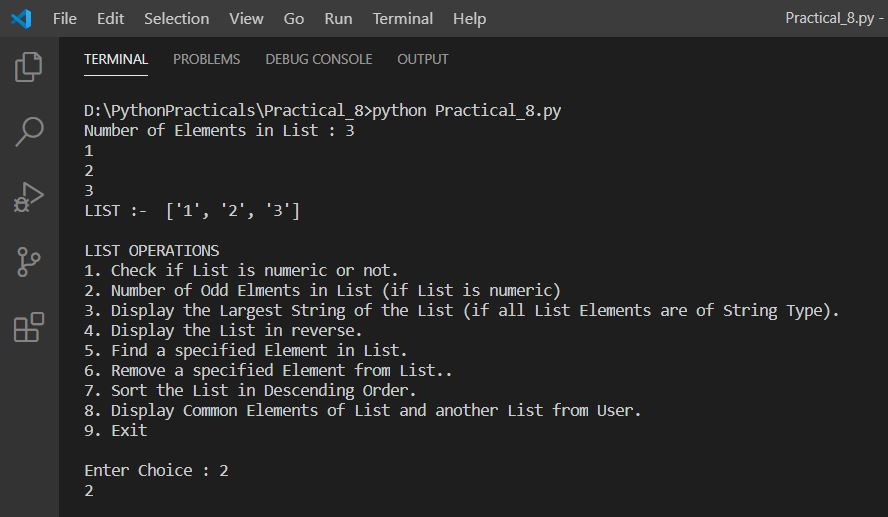 File Edit Selection View Go Run Terminal Help Practical_8.py -
TERMINAL PROBLEMS DEBUG CONSOLE OUTPUT
D:\PythonPracticals\Practical_8>python Practical_8.py
Number of Elements in List : 3
1
2
3
LIST :-  ['1', '2', '3']
LIST OPERATIONS
1. Check if List is numeric or not.
2. Number of Odd Elments in List (if List is numeric)
3. Display the Largest String of the List (if all List Elements are of String Type).
4. Display the List in reverse.
5. Find a specified Element in List.
6. Remove a specified Element from List..
7. Sort the List in Descending Order.
8. Display Common Elements of List and another List from User.
9. Exit
Enter Choice : 2
2